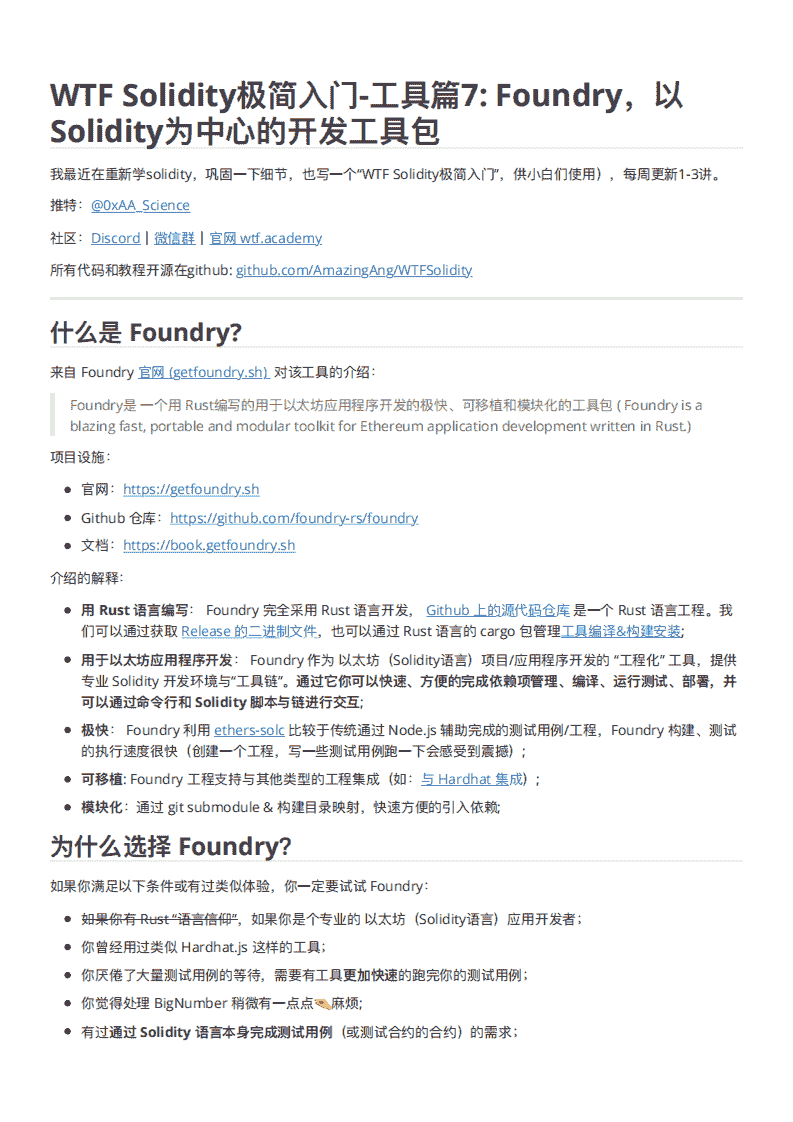 WTF Solidity极简入门-工具篇7: Foundry，以
Solidity为中心的开发工具包
我最近在重新学solidity，巩固一下细节，也写一个“WTF Solidity极简入门”，供小白们使用），每周更新1-3讲。
推特：@0xAA_Science
社区：Discord | 微信群 | 官网 wtf.academy
所有代码和教程开源在github: github.com/AmazingAng/WTFSolidity
什么是 Foundry?
来自 Foundry 官网 (getfoundry.sh) 对该工具的介绍：
Foundry是 一个用 Rust编写的用于以太坊应用程序开发的极快、可移植和模块化的工具包 ( Foundry is a
blazing fast, portable and modular toolkit for Ethereum application development written in Rust.)
项目设施：
• 官网：https://getfoundry.sh
• Github 仓库：https://github.com/foundry-rs/foundry
• 文档：https://book.getfoundry.sh
介绍的解释：
• 用 Rust 语言编写： Foundry 完全采用 Rust 语言开发， Github 上的源代码仓库 是一个 Rust 语言工程。我
们可以通过获取 Release 的二进制文件，也可以通过 Rust 语言的 cargo 包管理工具编译&构建安装;
• 用于以太坊应用程序开发： Foundry 作为 以太坊（Solidity语言）项目/应用程序开发的 “工程化” 工具，提供
专业 Solidity 开发环境与“工具链”。通过它你可以快速、方便的完成依赖项管理、编译、运行测试、部署，并
可以通过命令行和 Solidity 脚本与链进行交互;
• 极快： Foundry 利用 ethers-solc 比较于传统通过 Node.js 辅助完成的测试用例/工程，Foundry 构建、测试
的执行速度很快（创建一个工程，写一些测试用例跑一下会感受到震撼）;
• 可移植: Foundry 工程支持与其他类型的工程集成（如：与 Hardhat 集成）;
• 模块化：通过 git submodule & 构建目录映射，快速方便的引入依赖;
为什么选择 Foundry?
如果你满足以下条件或有过类似体验，你一定要试试 Foundry：
• 如果你有 Rust “语言信仰”，如果你是个专业的 以太坊（Solidity语言）应用开发者；
• 你曾经用过类似 Hardhat.js 这样的工具；
• 你厌倦了大量测试用例的等待，需要有工具更加快速的跑完你的测试用例；
• 你觉得处理 BigNumber 稍微有一点点🤏麻烦;
• 有过通过 Solidity 语言本身完成测试用例（或测试合约的合约）的需求；